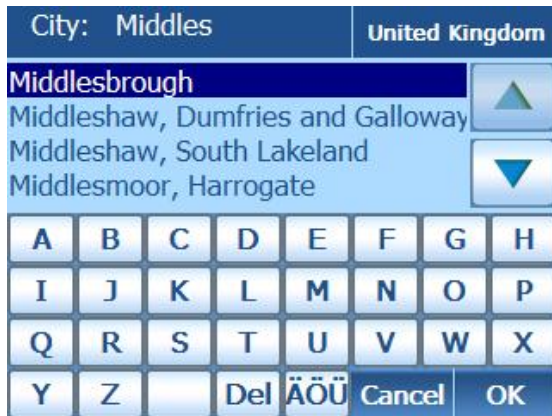 City: Middles United Kingdom
Middlesbrough
Middleshaw, Dumfries and Galloway
Middleshaw, South Lakeland
Middlesmoor, Harrogate
A B C D E F G H
I J K L M N O P
Q R S T U V W X
Y Z Del ÄÖÜ Cancel OK